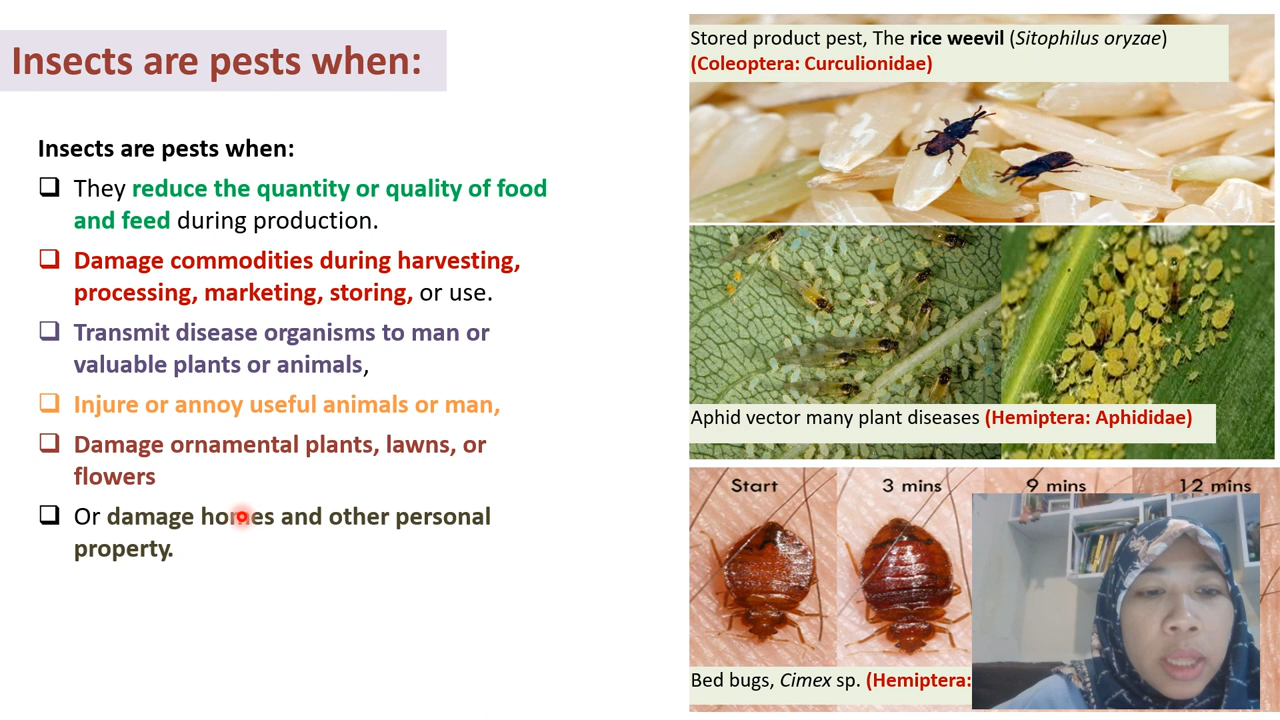 Insects are pests when:
Insects are pests when:
They reduce the quantity or quality of food
and feed during production.
Damage commodities during harvesting,
processing, marketing, storing, or use.
Transmit disease organisms to man or
valuable plants or animals,
Injure or annoy useful animals or man,
Damage ornamental plants, lawns, or
flowers
Or damage homes and other personal
property.
Stored product pest, The rice weevil (Sitophilus oryzae)
(Coleoptera: Curculionidae)
Aphid vector many plant diseases (Hemiptera: Aphididae)
Start 3 mins 9 mins 12 mins
Bed bugs, Cimex sp. (Hemiptera: